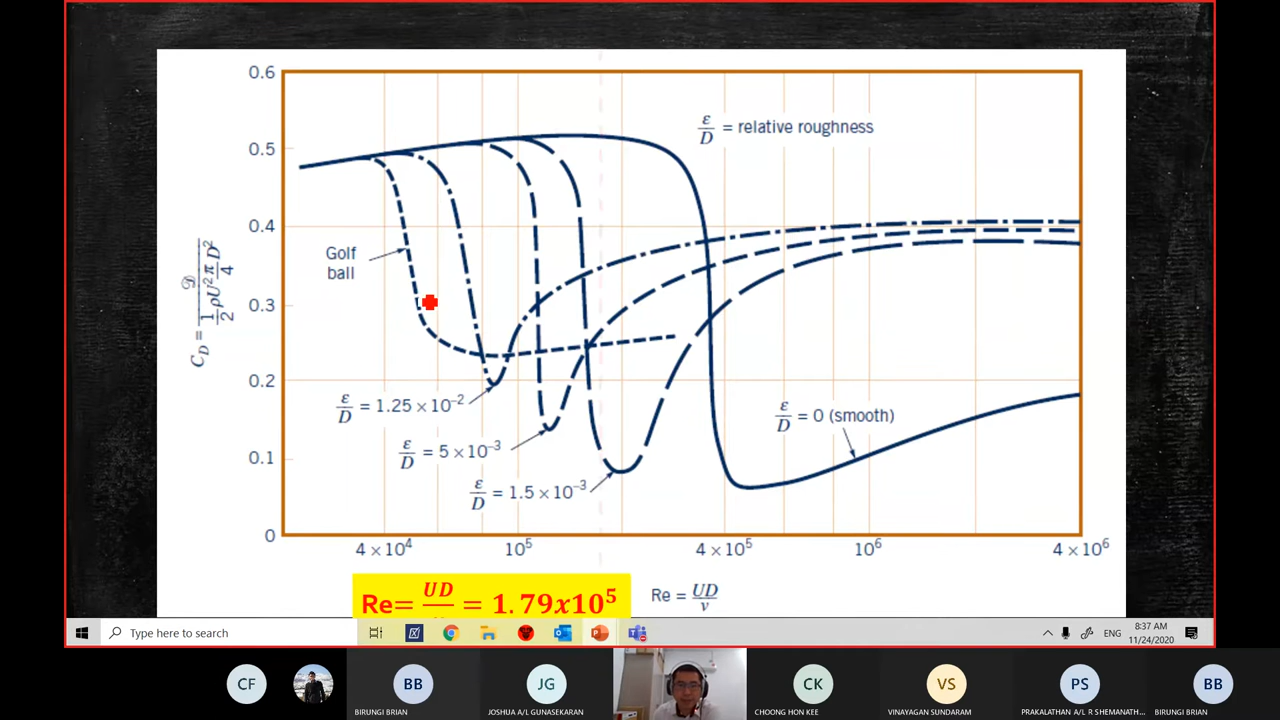 0.6
ε/D = relative roughness
0.5
0.4
Golf
ball
C_D = 𝒟 / (1/2 ρU² π/4 D²)
0.3
0.2
ε/D = 1.25 × 10⁻²
ε/D = 0 (smooth)
ε/D = 5 × 10⁻³
0.1
ε/D = 1.5 × 10⁻³
0
4 × 10⁴ 10⁵ 4 × 10⁵ 10⁶ 4 × 10⁶
Re= UD = 1.79x10⁵
Re = UD/ν
Type here to search
ENG
8:37 AM
11/24/2020
CF
BB
JG
CK
VS
PS
BB
BIRUNGI BRIAN
JOSHUA A/L GUNASEKARAN
CHOONG HON KEE
VINAYAGAN SUNDARAM
PRAKALATHAN A/L R SHEMANATH...
BIRUNGI BRIAN